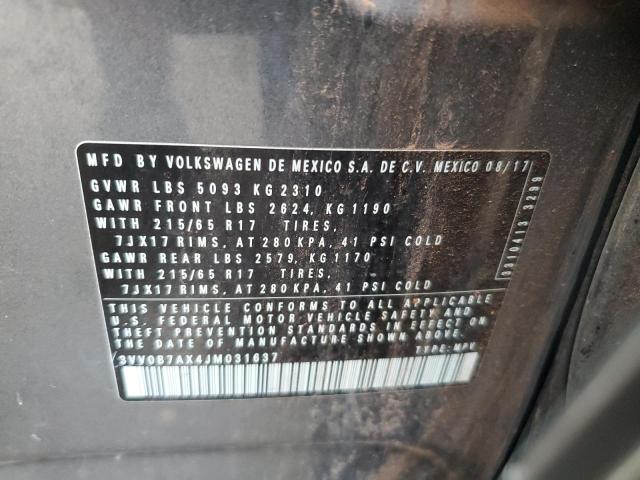 MFD BY VOLKSWAGEN DE MEXICO S.A. DE C.V. MEXICO 08/17
GVWR LBS 5093 KG 2310
GAWR FRONT LBS 2624, KG 1190
WITH 215/65 R17 TIRES,
7JX17 RIMS, AT 280 KPA, 41 PSI COLD
GAWR REAR LBS 2579, KG 1170
WITH 215/65 R17 TIRES,
7JX17 RIMS, AT 280 KPA, 41 PSI COLD
THIS VEHICLE CONFORMS TO ALL APPLICABLE
U.S. FEDERAL MOTOR VEHICLE SAFETY AND
THEFT PREVENTION STANDARDS IN EFFECT ON
THE DATE OF MANUFACTURE SHOWN ABOVE.
3VV0B7AX4JM031637 TYPE:MPV